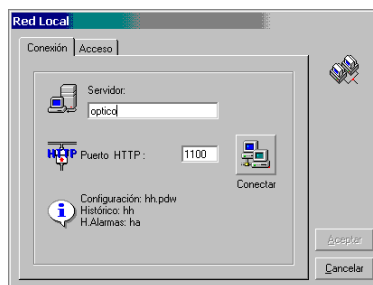 Red Local
Conexión Acceso
Servidor:
optico
HTTP Puerto HTTP : 1100
Conectar
Configuración: hh.pdw
Histórico: hh
H.Alarmas: ha
Aceptar
Cancelar